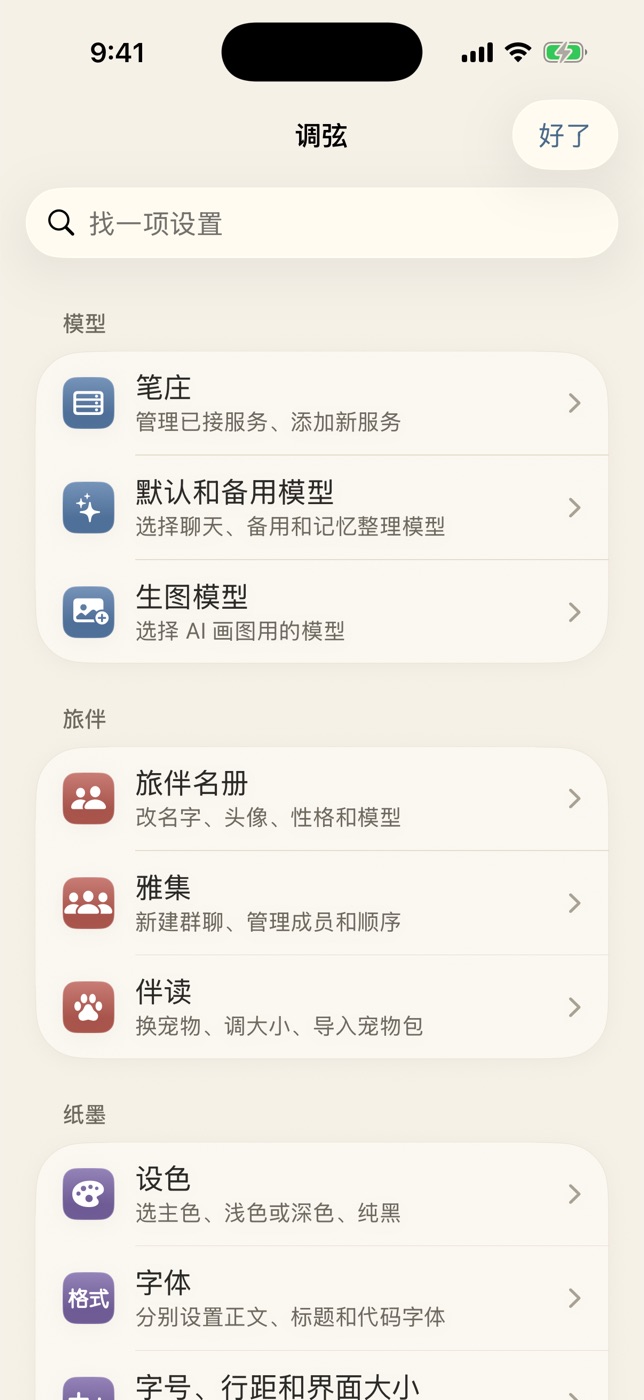 9:41
调弦
好了
找一项设置
模型
笔庄
管理已接服务、添加新服务
默认和备用模型
选择聊天、备用和记忆整理模型
生图模型
选择 AI 画图用的模型
旅伴
旅伴名册
改名字、头像、性格和模型
雅集
新建群聊、管理成员和顺序
伴读
换宠物、调大小、导入宠物包
纸墨
设色
选主色、浅色或深色、纯黑
格式
字体
分别设置正文、标题和代码字体
字号、行距和界面大小